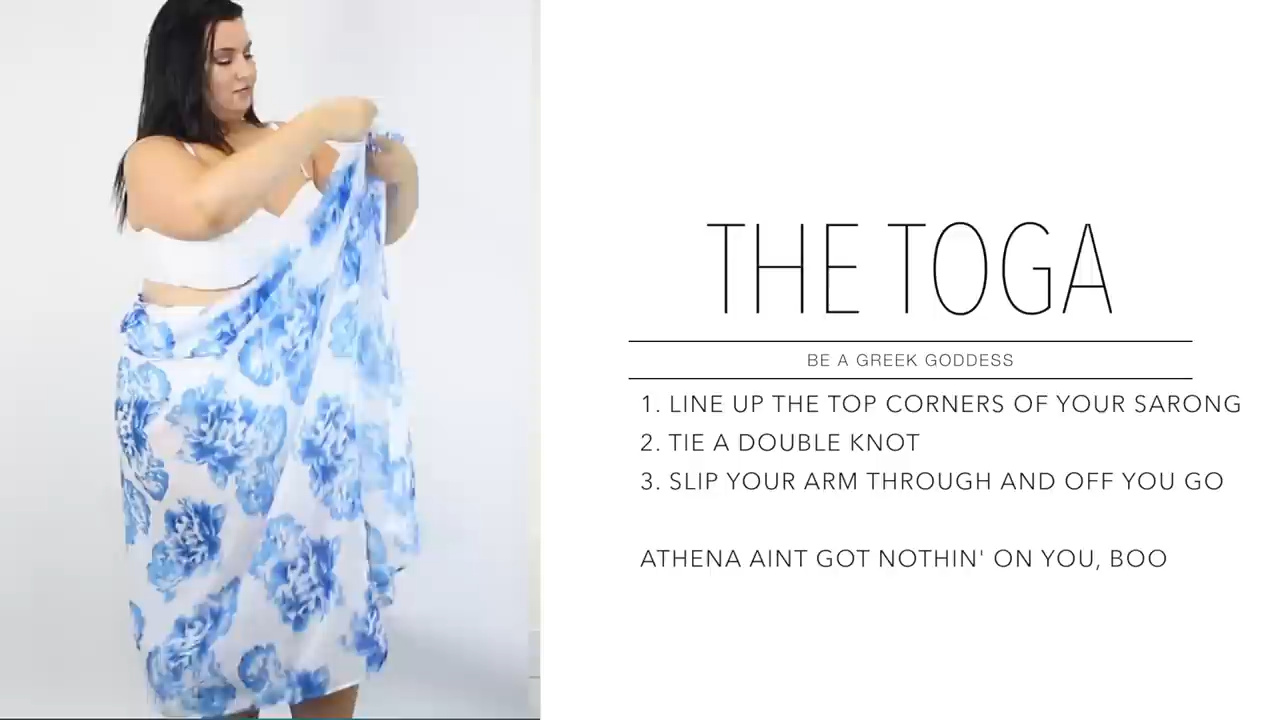 THE TOGA
BE A GREEK GODDESS
1. LINE UP THE TOP CORNERS OF YOUR SARONG
2. TIE A DOUBLE KNOT
3. SLIP YOUR ARM THROUGH AND OFF YOU GO
ATHENA AINT GOT NOTHIN' ON YOU, BOO